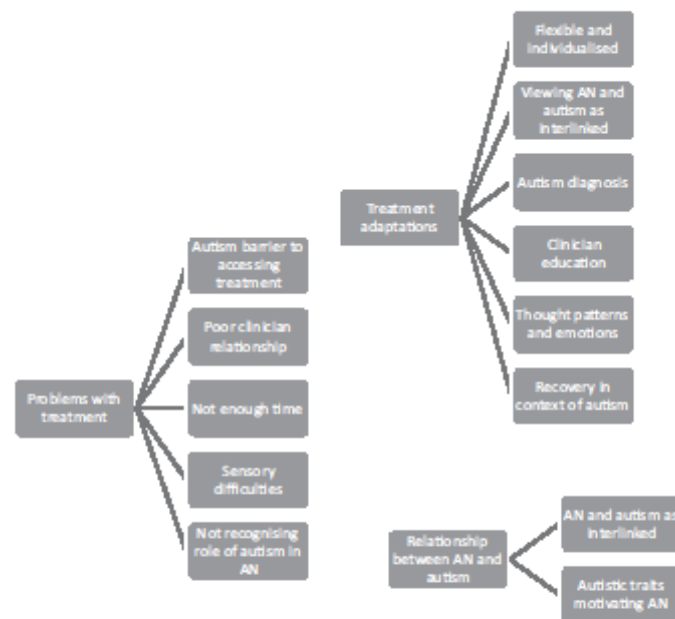 Flexible and
individualised
Viewing AN and
autism as
interlinked
Autism diagnosis
Treatment
adaptations
Clinician
education
Thought patterns
and emotions
Recovery in
context of autism
Autism barrier to
accessing
treatment
Poor clinician
relationship
Problems with
treatment
Not enough time
Sensory
difficulties
Not recognising
role of autism in
AN
AN and autism as
interlinked
Relationship
between AN and
autism
Autistic traits
motivating AN